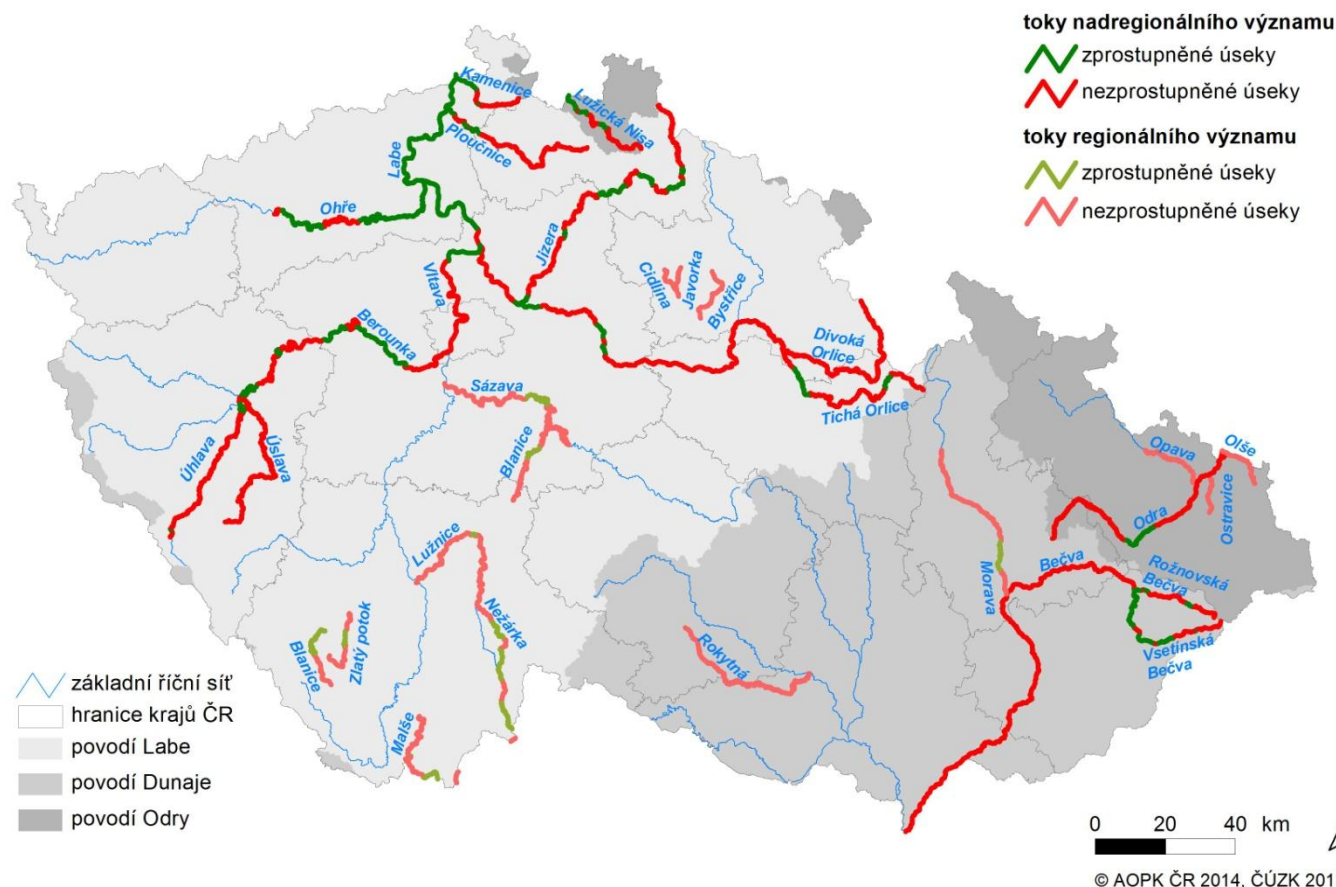 toky nadregionálního významu
zprostupněné úseky
nezprostupněné úseky
toky regionálního významu
zprostupněné úseky
nezprostupněné úseky
Kamenice
Lužická Nisa
Ploučnice
Labe
Ohře
Jizera
Vltava
Cidlina
Javorka
Bystřice
Berounka
Divoká
Orlice
Tichá Orlice
Sázava
Blanice
Úhlava
Úslava
Opava
Olše
Ostravice
Odra
Lužnice
Nežárka
Morava
Bečva
Rožnovská
Bečva
Vsetínská
Bečva
Blanice
Zlatý potok
Rokytná
Malše
základní říční síť
hranice krajů ČR
povodí Labe
povodí Dunaje
povodí Odry
0 20 40 km
© AOPK ČR 2014, ČÚZK 201